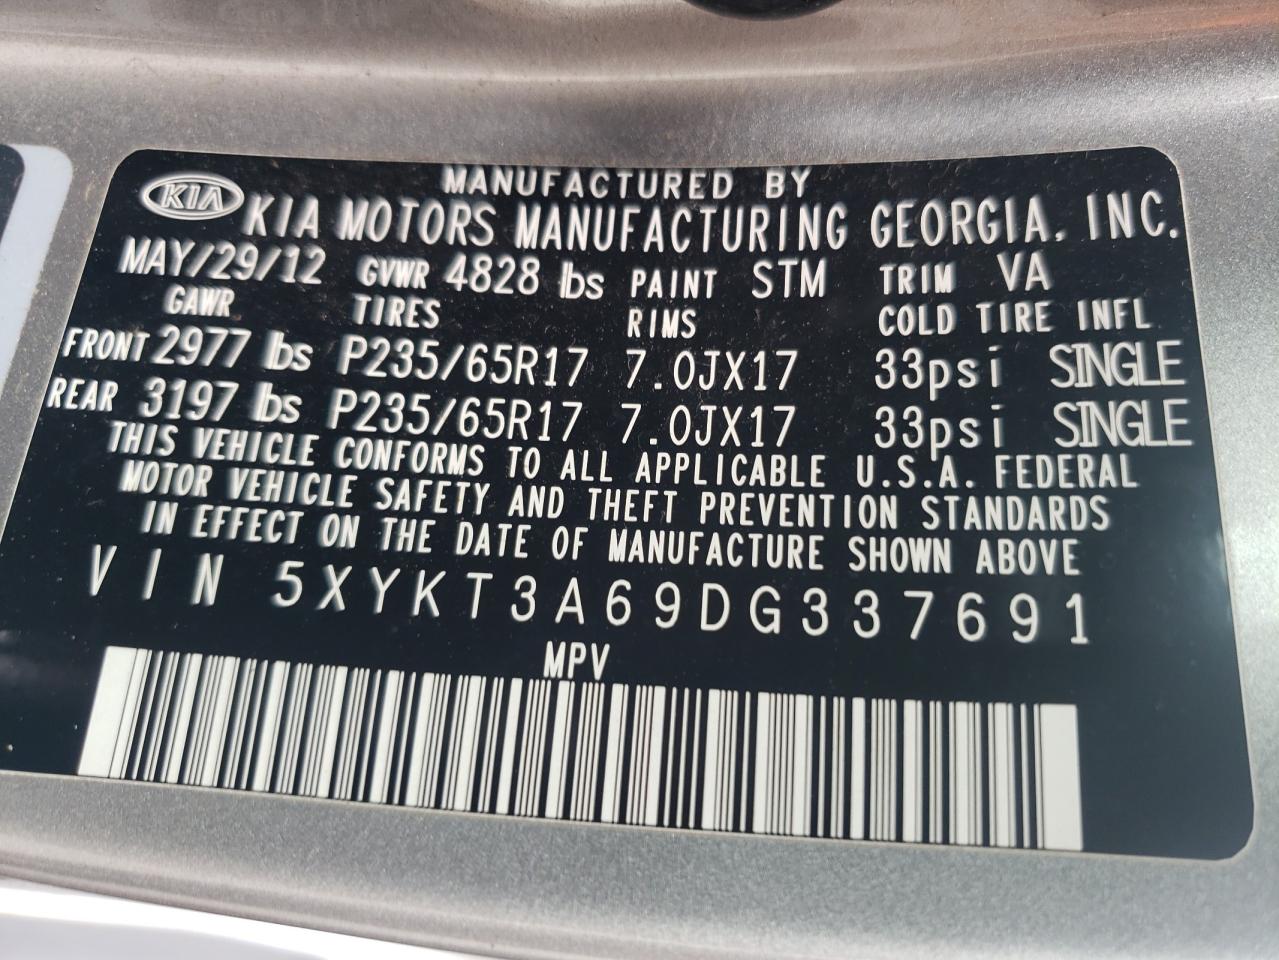 MANUFACTURED BY
KIA KIA MOTORS MANUFACTURING GEORGIA, INC.
MAY/29/12 GVWR 4828 lbs PAINT STM TRIM VA
GAWR TIRES RIMS COLD TIRE INFL
FRONT 2977 lbs P235/65R17 7.0JX17 33psi SINGLE
REAR 3197 lbs P235/65R17 7.0JX17 33psi SINGLE
THIS VEHICLE CONFORMS TO ALL APPLICABLE U.S.A. FEDERAL
MOTOR VEHICLE SAFETY AND THEFT PREVENTION STANDARDS
IN EFFECT ON THE DATE OF MANUFACTURE SHOWN ABOVE
VIN 5XYKT3A69DG337691
MPV